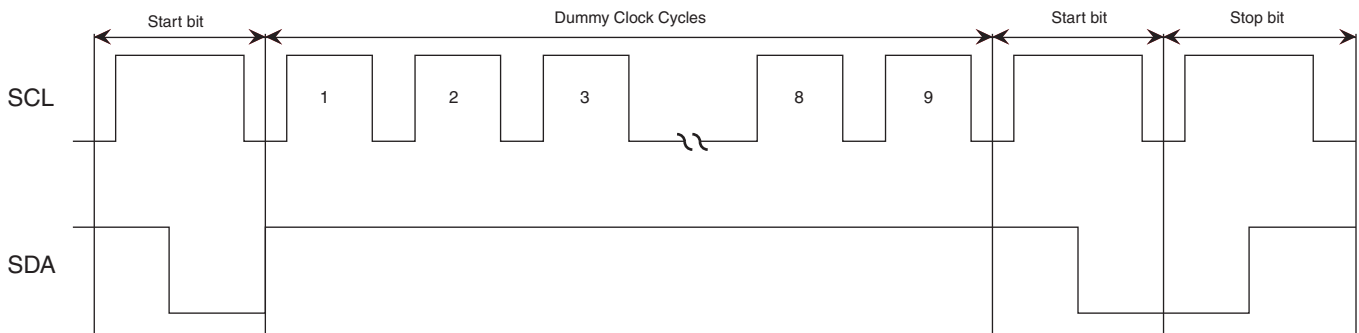 Start bit
Dummy Clock Cycles
Start bit
Stop bit
SCL
1
2
3
8
9
SDA